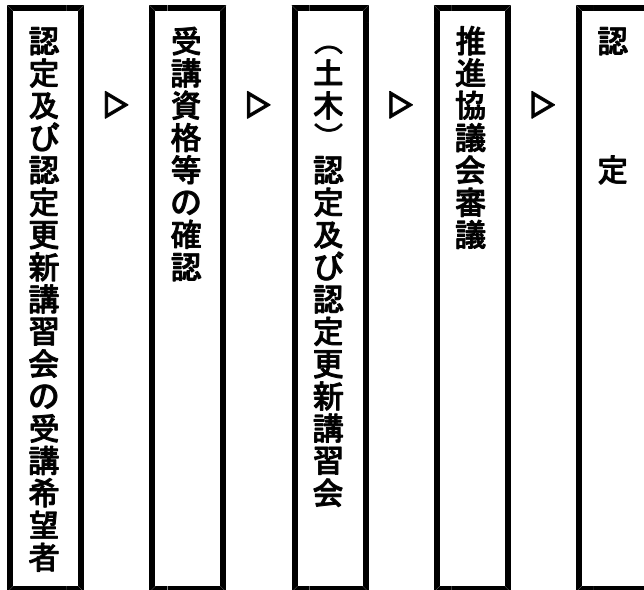 認定及び認定更新講習会の受講希望者
▷
受講資格等の確認
▷
（土木）認定及び認定更新講習会
▷
推進協議会審議
▷
認　定